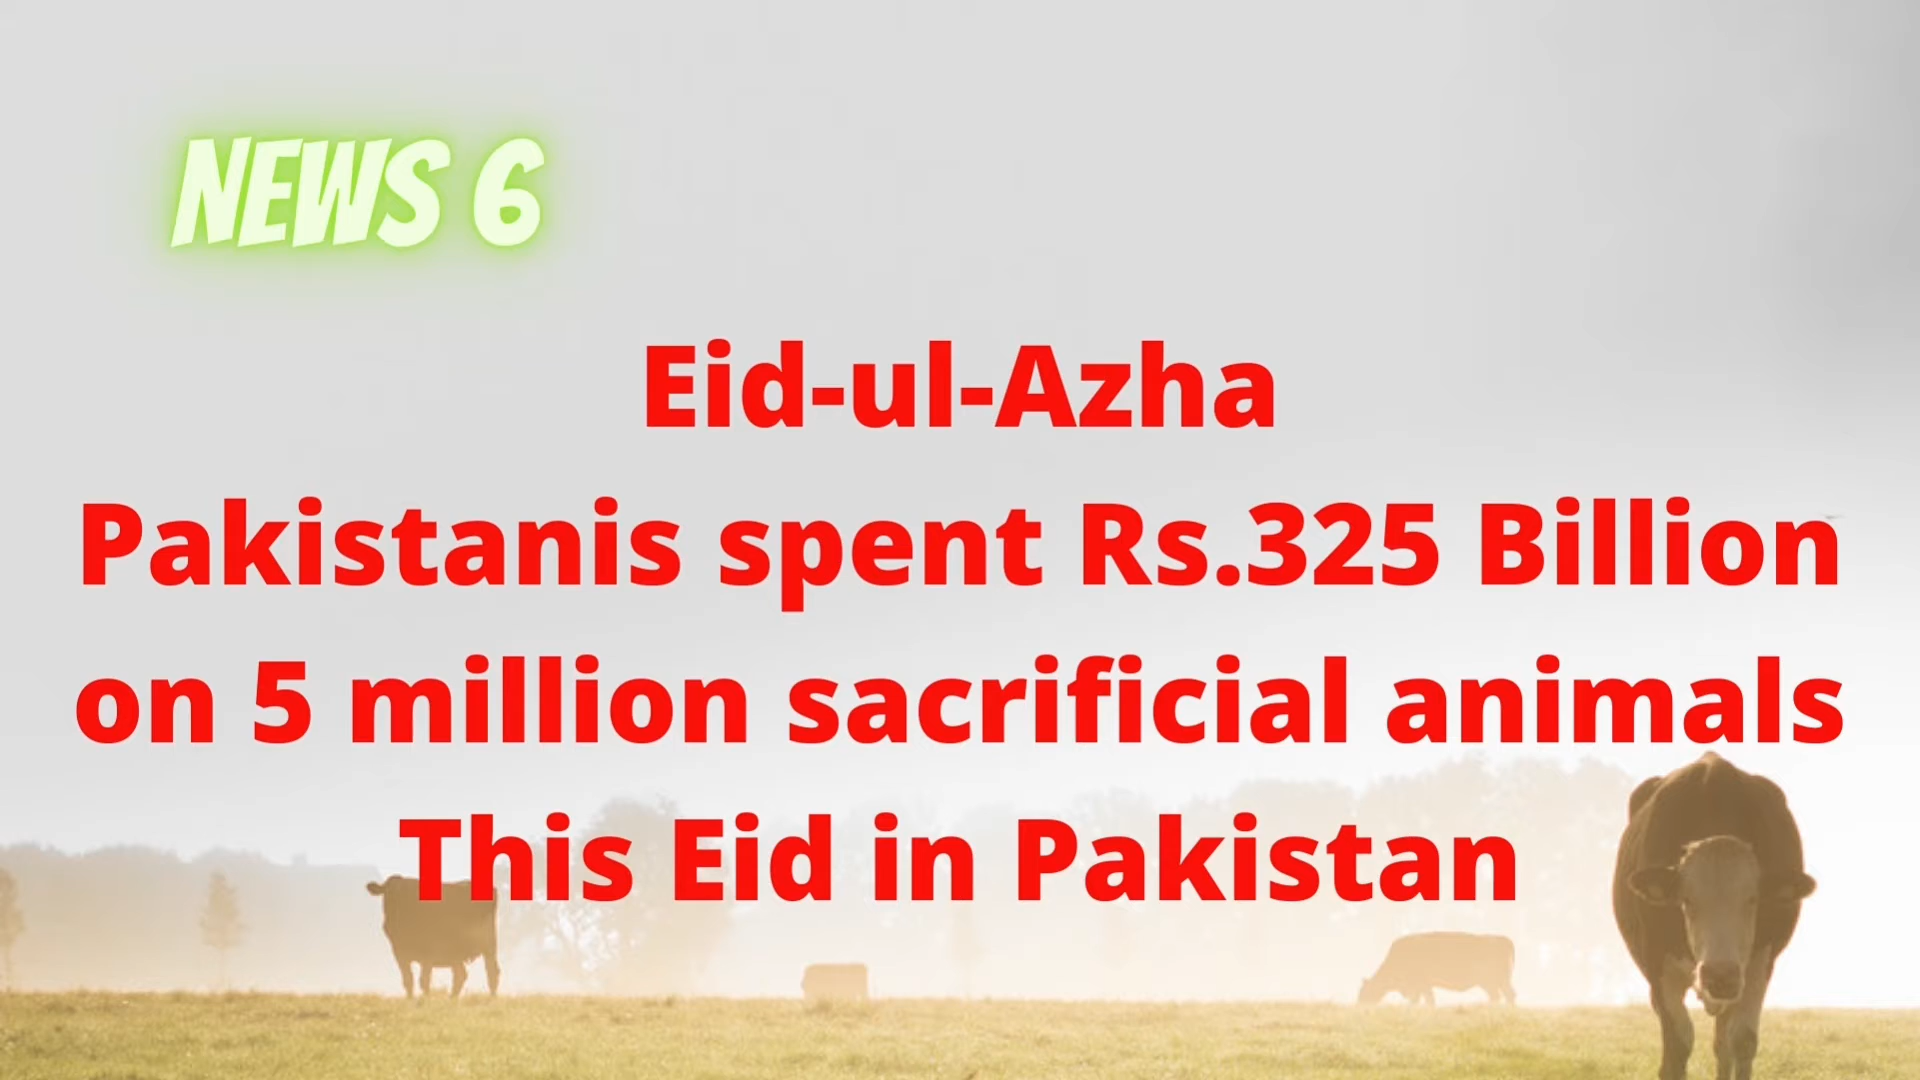 NEWS 6
Eid-ul-Azha
Pakistanis spent Rs.325 Billion
on 5 million sacrificial animals
This Eid in Pakistan